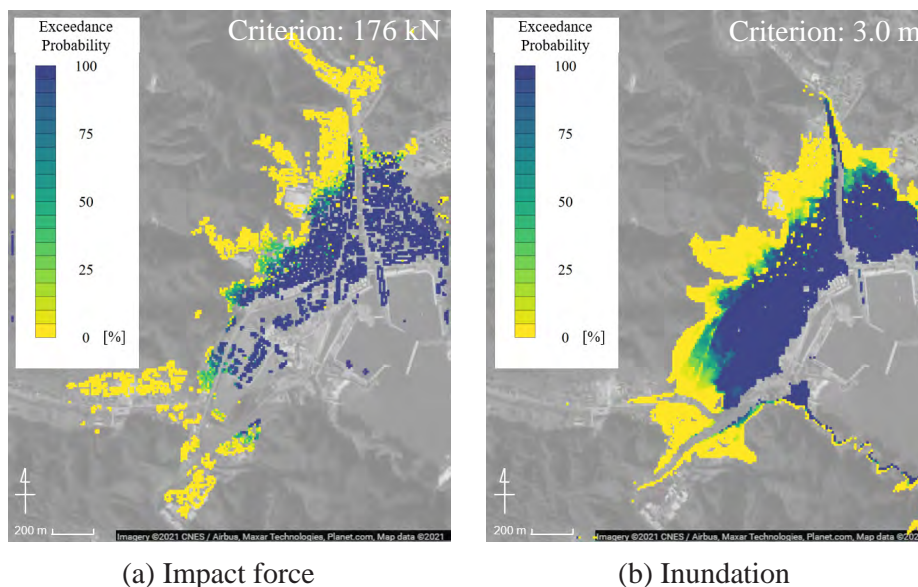 Exceedance
Probability
100
75
50
25
0 [%]
Criterion: 176 kN
200 m
Imagery ©2021 CNES / Airbus, Maxar Technologies, Planet.com, Map data ©2021
(a) Impact force
Exceedance
Probability
100
75
50
25
0 [%]
Criterion: 3.0 m
200 m
Imagery ©2021 CNES / Airbus, Maxar Technologies, Planet.com, Map data ©202
(b) Inundation